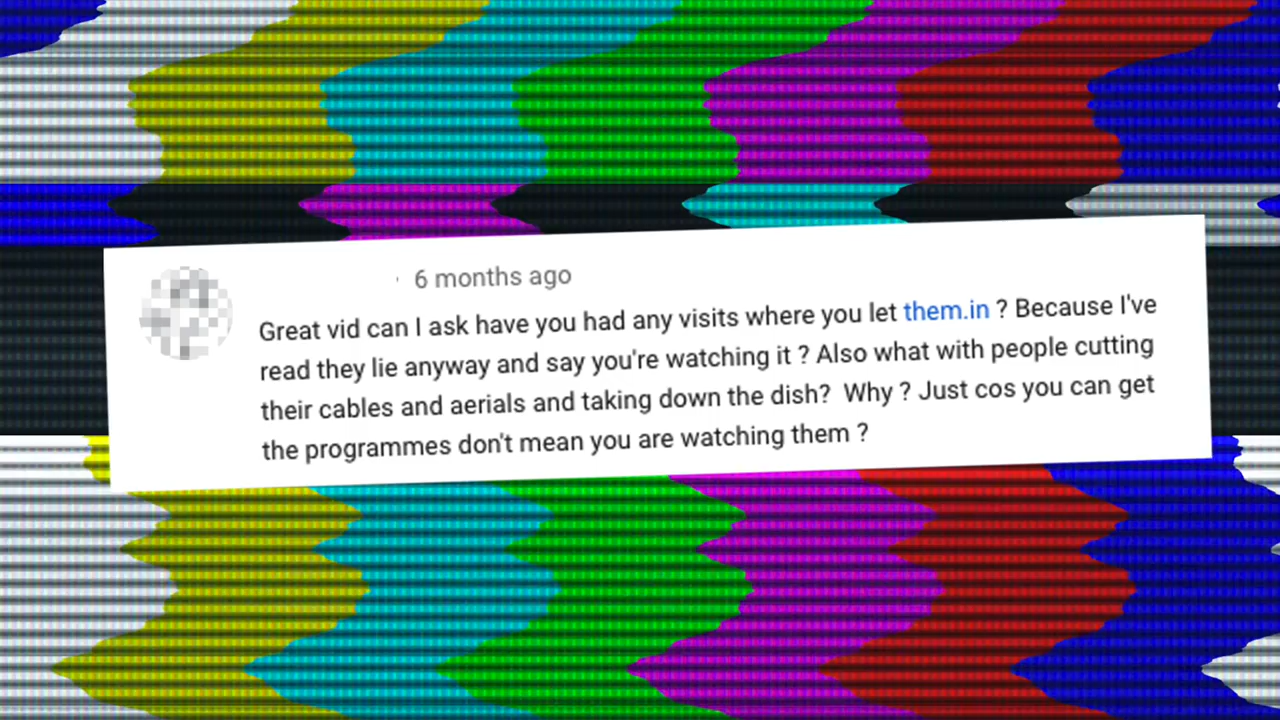 · 6 months ago
Great vid can I ask have you had any visits where you let them.in ? Because I've
read they lie anyway and say you're watching it ? Also what with people cutting
their cables and aerials and taking down the dish?  Why ? Just cos you can get
the programmes don't mean you are watching them ?